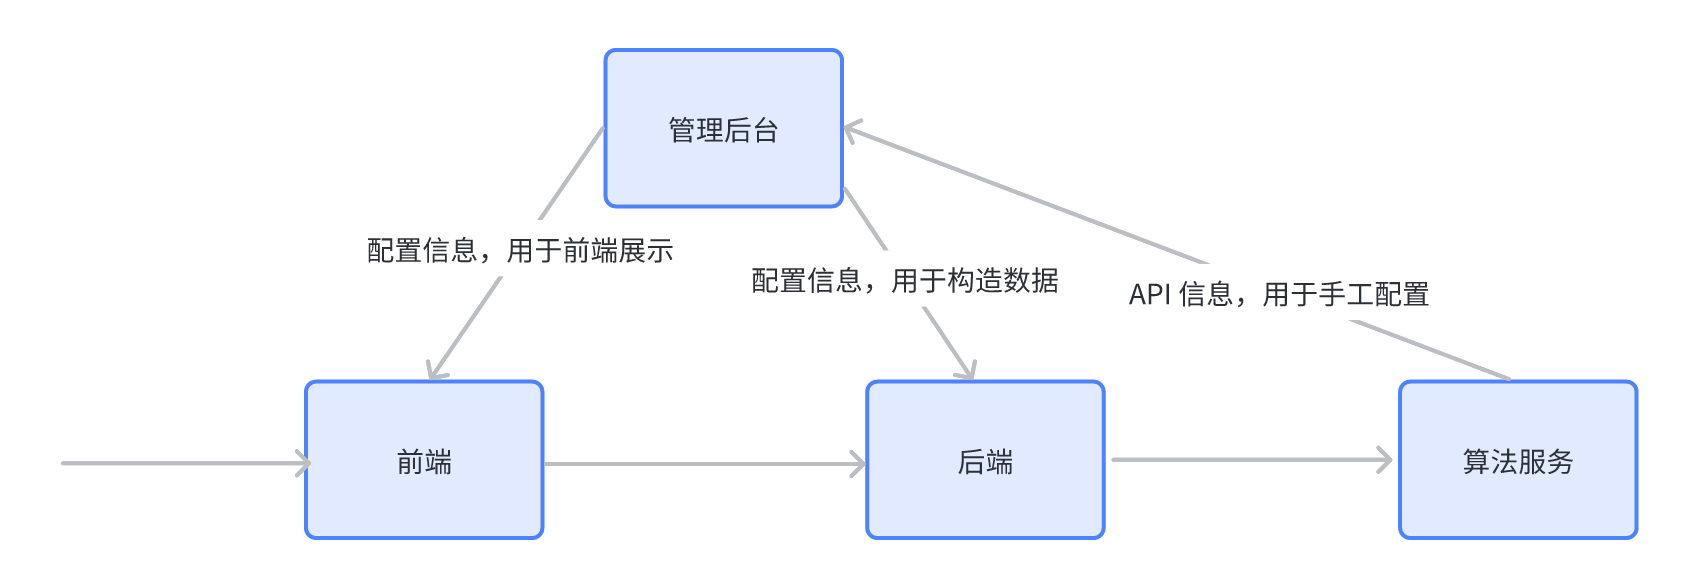 管理后台
配置信息，用于前端展示
配置信息，用于构造数据
API 信息，用于手工配置
前端
后端
算法服务